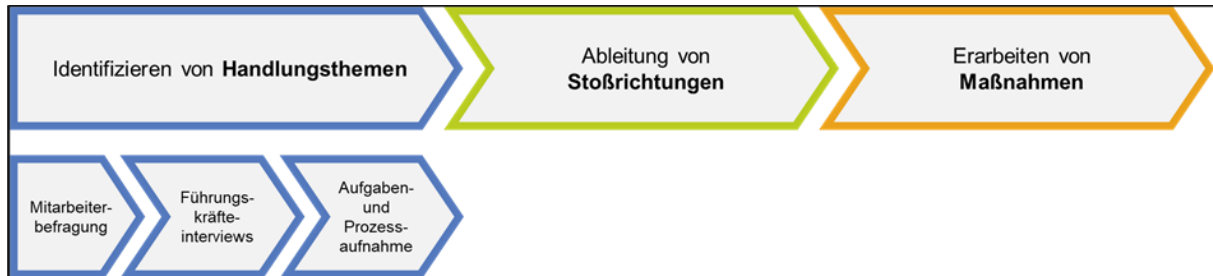 Identifizieren von Handlungsthemen
Ableitung von
Stoßrichtungen
Erarbeiten von
Maßnahmen
Mitarbeiter-
befragung
Führungs-
kräfte-
interviews
Aufgaben-
und
Prozess-
aufnahme